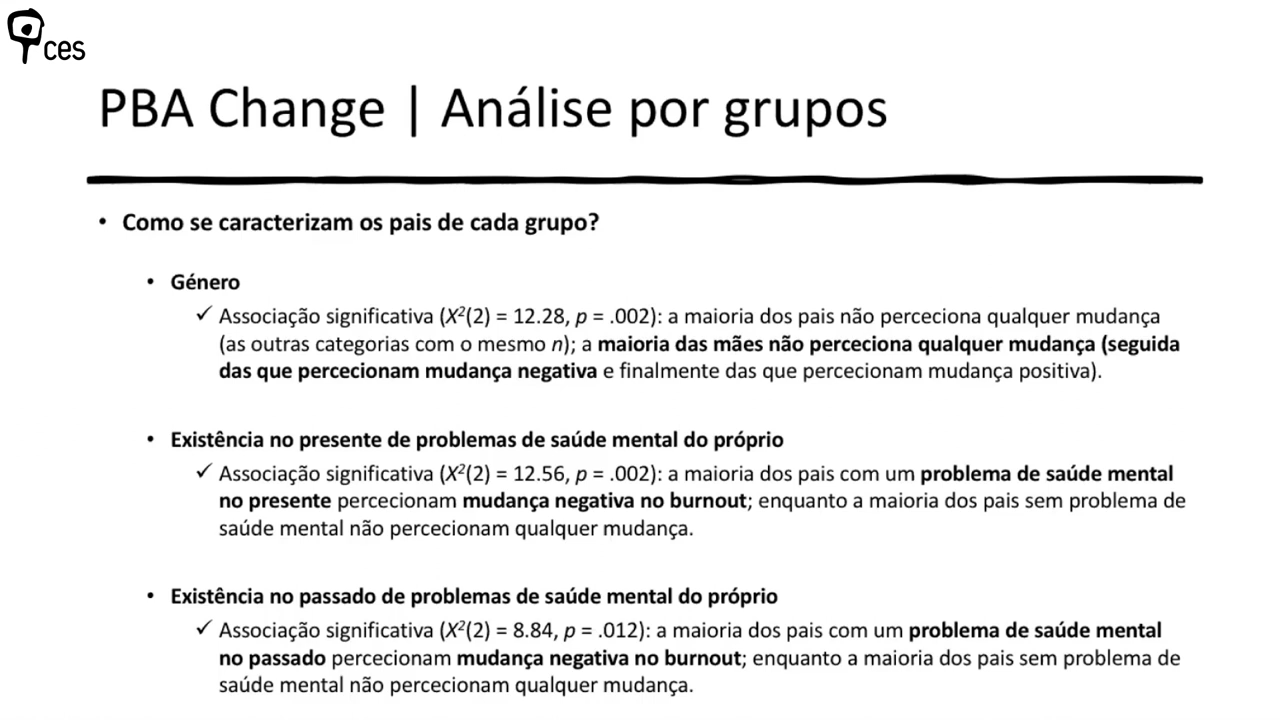 ces
PBA Change | Análise por grupos
• Como se caracterizam os pais de cada grupo?
• Género
✓ Associação significativa (X²(2) = 12.28, p = .002): a maioria dos pais não perceciona qualquer mudança
(as outras categorias com o mesmo n); a maioria das mães não perceciona qualquer mudança (seguida
das que percecionam mudança negativa e finalmente das que percecionam mudança positiva).
• Existência no presente de problemas de saúde mental do próprio
✓ Associação significativa (X²(2) = 12.56, p = .002): a maioria dos pais com um problema de saúde mental
no presente percecionam mudança negativa no burnout; enquanto a maioria dos pais sem problema de
saúde mental não percecionam qualquer mudança.
• Existência no passado de problemas de saúde mental do próprio
✓ Associação significativa (X²(2) = 8.84, p = .012): a maioria dos pais com um problema de saúde mental
no passado percecionam mudança negativa no burnout; enquanto a maioria dos pais sem problema de
saúde mental não percecionam qualquer mudança.